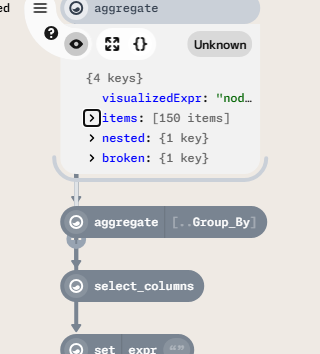 ed
aggregate
?
{}
Unknown
{4 keys}
visualizedExpr: "nod…
items: [150 items]
nested: {1 key}
broken: {1 key}
aggregate [..Group_By]
select_columns
set expr ""